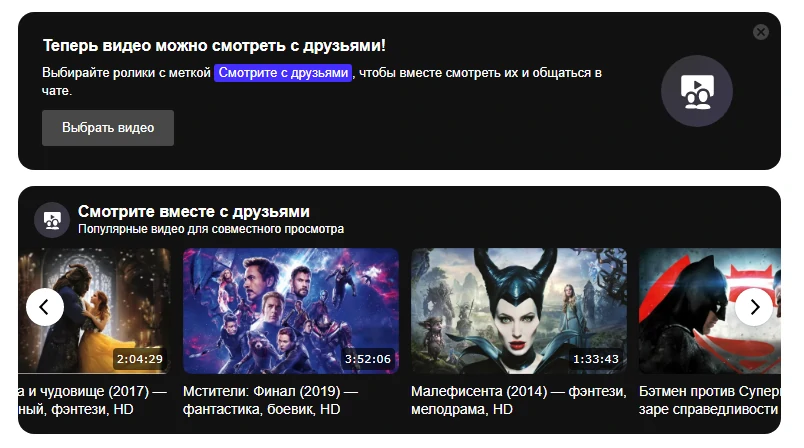 Теперь видео можно смотреть с друзьями!
Выбирайте ролики с меткой Смотрите с друзьями, чтобы вместе смотреть их и общаться в
чате.
Выбрать видео
Смотрите вместе с друзьями
Популярные видео для совместного просмотра
2:04:29
3:52:06
1:33:43
а и чудовище (2017) —
ный, фэнтези, HD
Мстители: Финал (2019) —
фантастика, боевик, HD
Малефисента (2014) — фэнтези,
мелодрама, HD
Бэтмен против Супер
заре справедливости